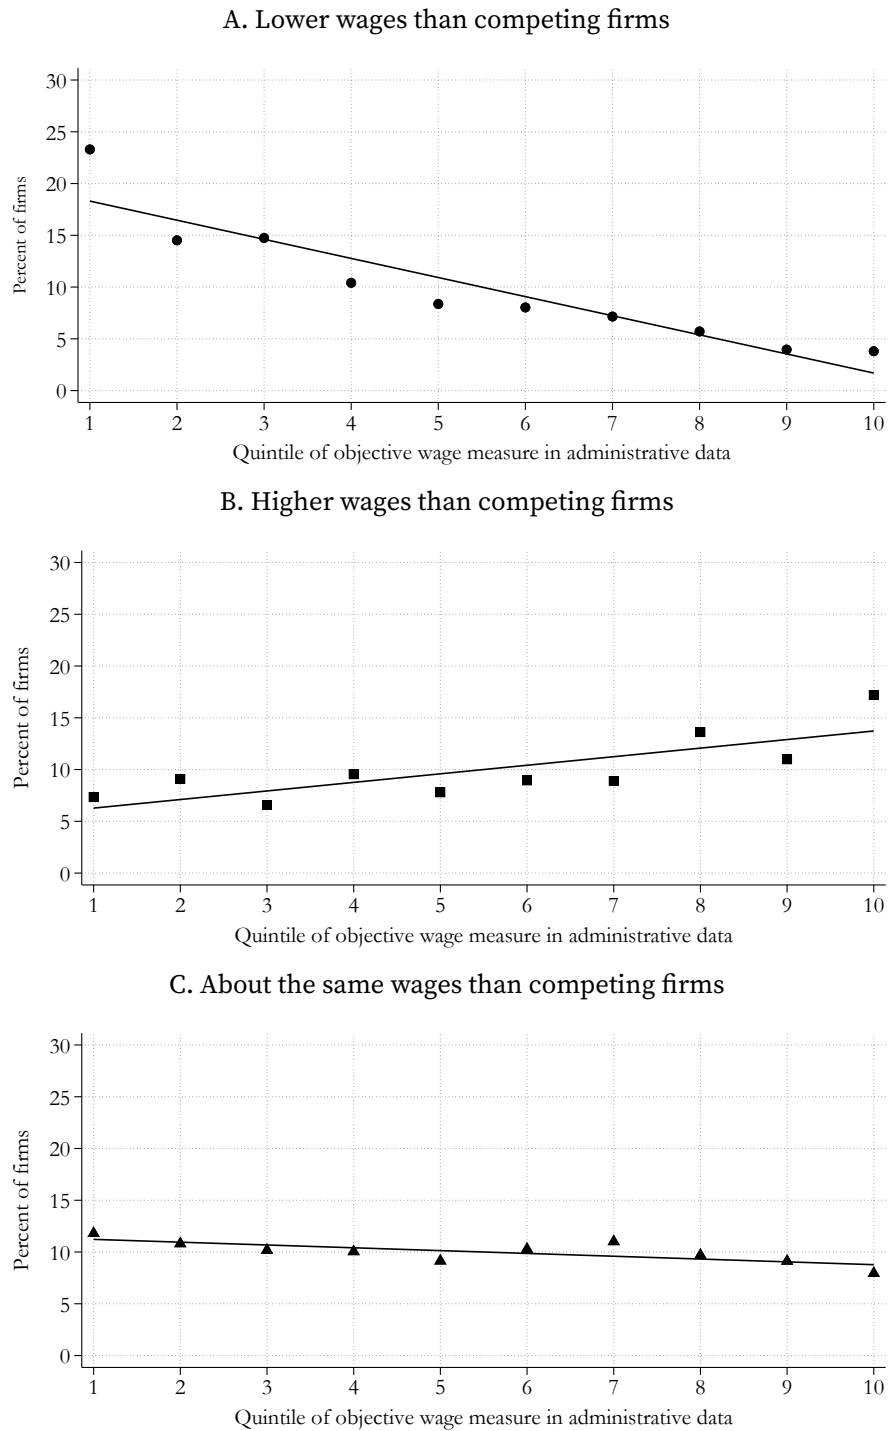 A. Lower wages than competing firms
Percent of firms
30
25
20
15
10
5
0
1 2 3 4 5 6 7 8 9 10
Quintile of objective wage measure in administrative data
B. Higher wages than competing firms
Percent of firms
30
25
20
15
10
5
0
1 2 3 4 5 6 7 8 9 10
Quintile of objective wage measure in administrative data
C. About the same wages than competing firms
Percent of firms
30
25
20
15
10
5
0
1 2 3 4 5 6 7 8 9 10
Quintile of objective wage measure in administrative data